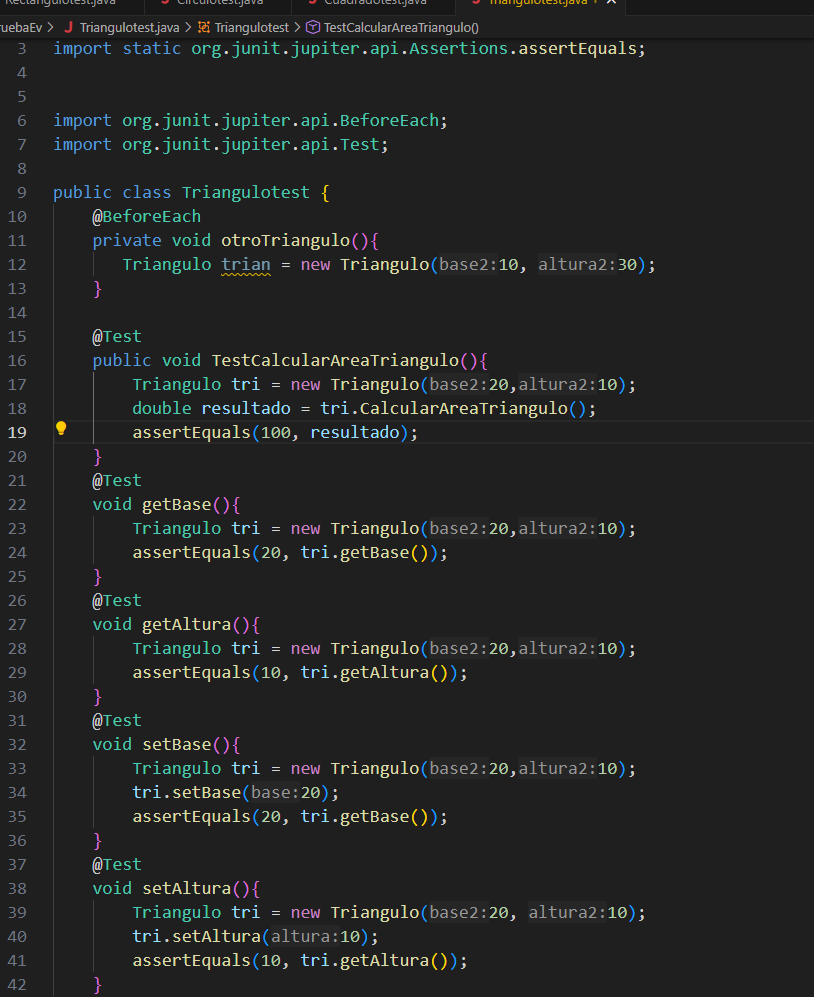 Rectangulotest.java Circulotest.java Cuadradotest.java Triangulotest.java
ruebaEv > J Triangulotest.java > Triangulotest > TestCalcularAreaTriangulo()
3 import static org.junit.jupiter.api.Assertions.assertEquals;
4
5
6 import org.junit.jupiter.api.BeforeEach;
7 import org.junit.jupiter.api.Test;
8
9 public class Triangulotest {
10 @BeforeEach
11 private void otroTriangulo(){
12 Triangulo trian = new Triangulo(base2:10, altura2:30);
13 }
14
15 @Test
16 public void TestCalcularAreaTriangulo(){
17 Triangulo tri = new Triangulo(base2:20,altura2:10);
18 double resultado = tri.CalcularAreaTriangulo();
19 assertEquals(100, resultado);
20 }
21 @Test
22 void getBase(){
23 Triangulo tri = new Triangulo(base2:20,altura2:10);
24 assertEquals(20, tri.getBase());
25 }
26 @Test
27 void getAltura(){
28 Triangulo tri = new Triangulo(base2:20,altura2:10);
29 assertEquals(10, tri.getAltura());
30 }
31 @Test
32 void setBase(){
33 Triangulo tri = new Triangulo(base2:20,altura2:10);
34 tri.setBase(base:20);
35 assertEquals(20, tri.getBase());
36 }
37 @Test
38 void setAltura(){
39 Triangulo tri = new Triangulo(base2:20, altura2:10);
40 tri.setAltura(altura:10);
41 assertEquals(10, tri.getAltura());
42 }